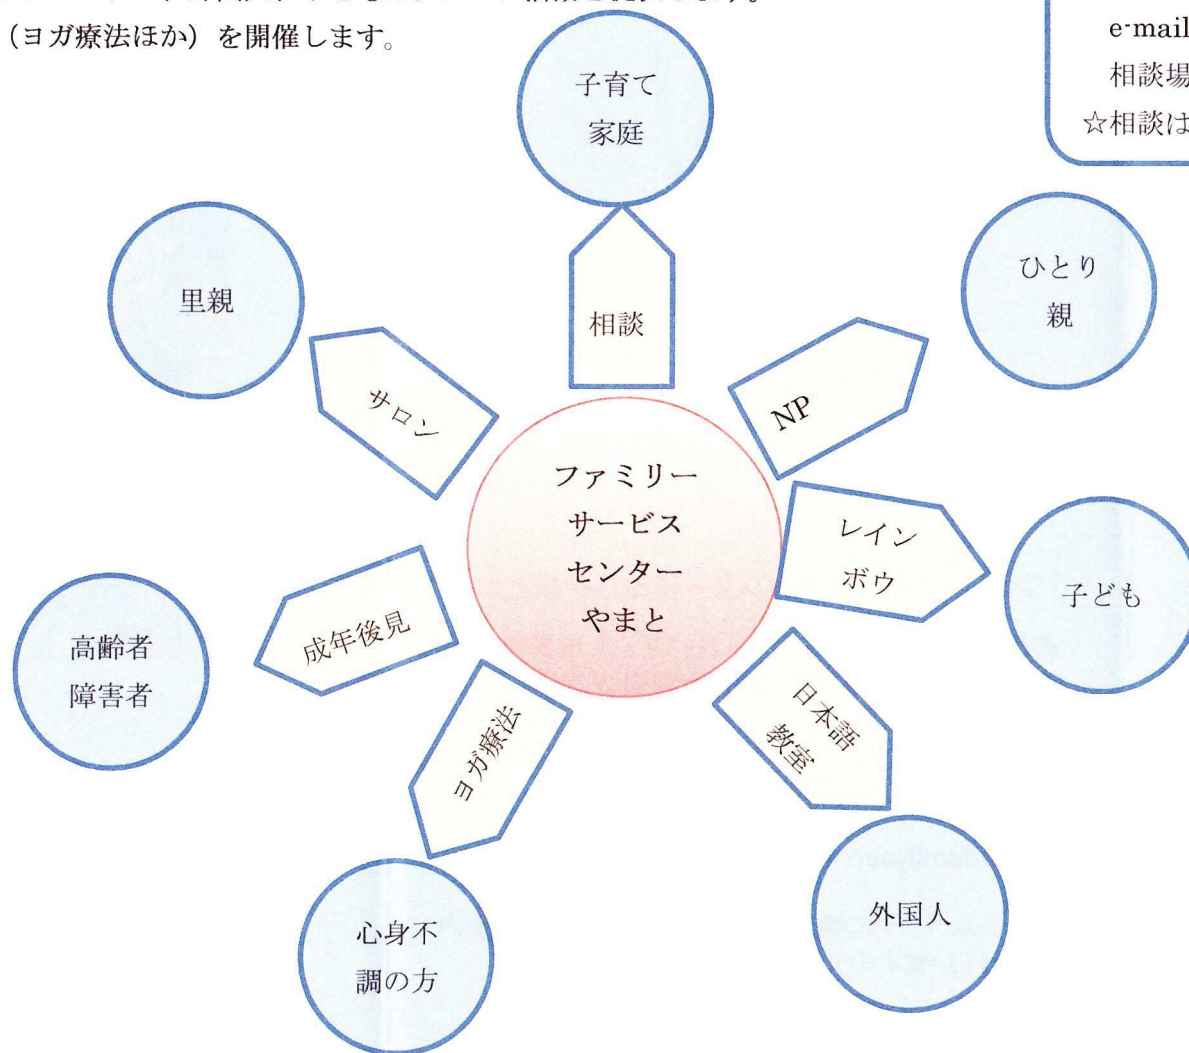 （ヨガ療法ほか）を開催します。
e-mail
相談場
☆相談は
子育て
家庭
里親
ひとり
親
相談
サロン
NP
ファミリー
サービス
センター
やまと
レイン
ボウ
子ども
成年後見
高齢者
障害者
ヨガ療法
日本語
教室
心身不
調の方
外国人